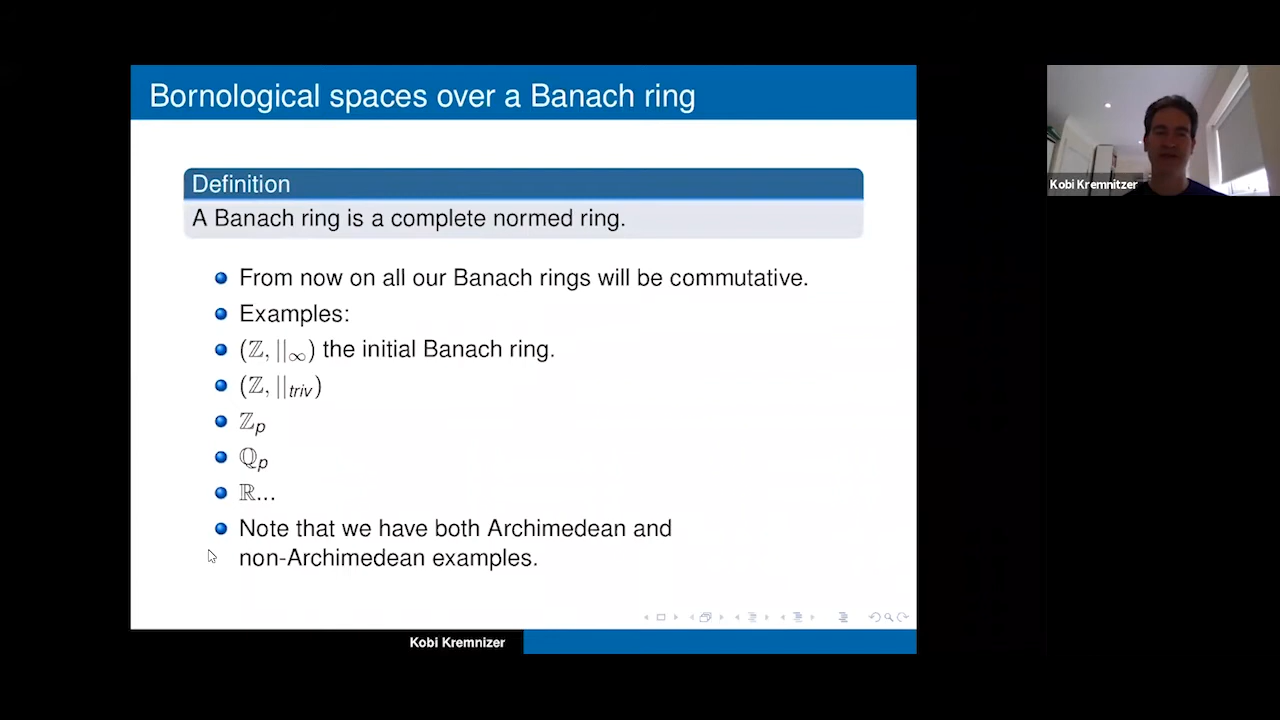 Bornological spaces over a Banach ring
Definition
A Banach ring is a complete normed ring.
From now on all our Banach rings will be commutative.
Examples:
(ℤ, ||∞) the initial Banach ring.
(ℤ, ||triv)
ℤp
ℚp
ℝ...
Note that we have both Archimedean and
non-Archimedean examples.
Kobi Kremnizer
Kobi Kremnitzer